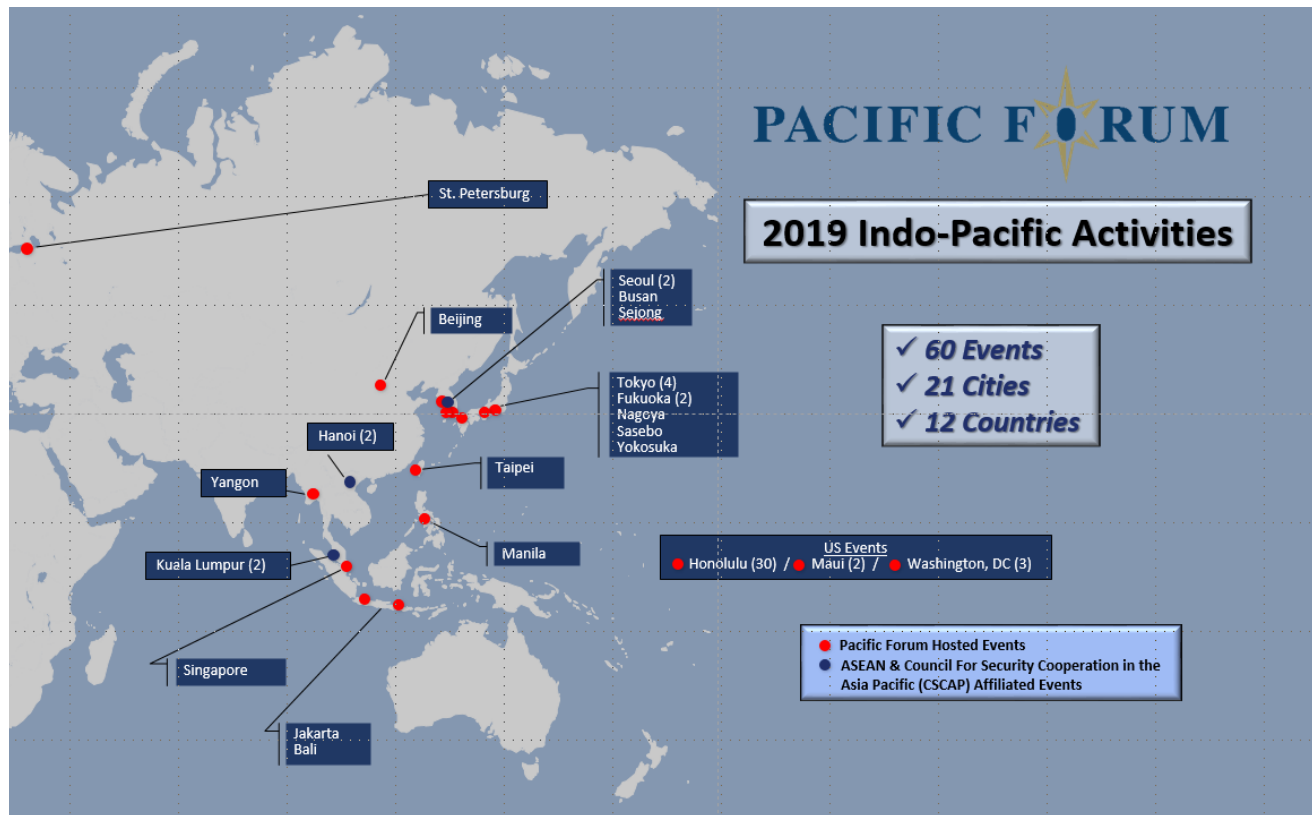 PACIFIC FORUM
2019 Indo-Pacific Activities
✓ 60 Events
✓ 21 Cities
✓ 12 Countries
St. Petersburg
Seoul (2)
Busan
Sejong
Beijing
Tokyo (4)
Fukuoka (2)
Nagoya
Sasebo
Yokosuka
Hanoi (2)
Taipei
Yangon
Manila
Kuala Lumpur (2)
US Events
Honolulu (30) / Maui (2) / Washington, DC (3)
Singapore
Jakarta
Bali
Pacific Forum Hosted Events
ASEAN & Council For Security Cooperation in the
Asia Pacific (CSCAP) Affiliated Events